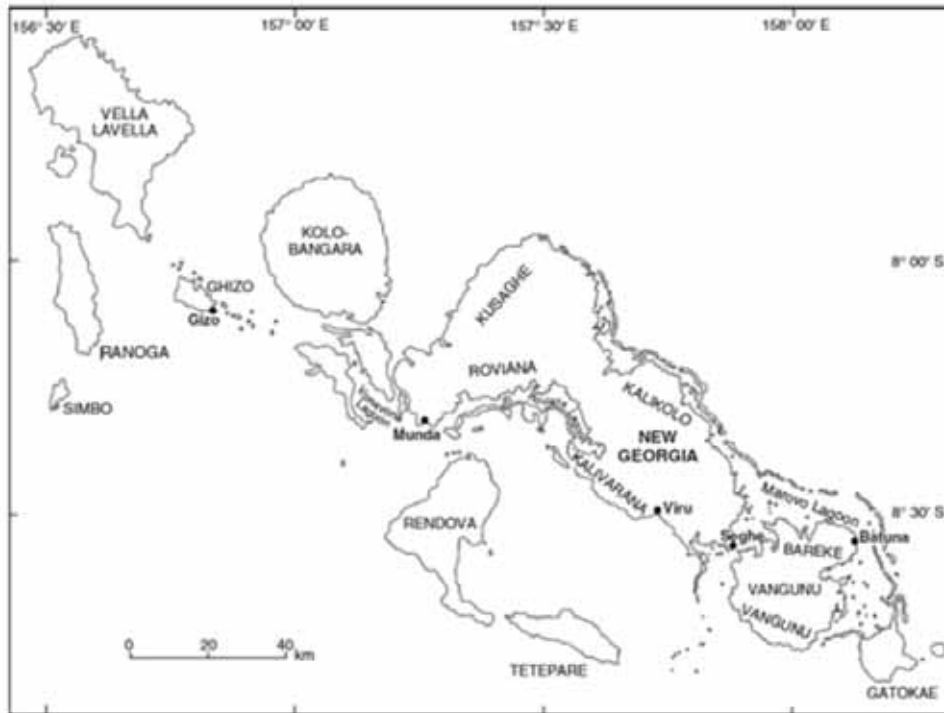 156° 30' E
157° 00' E
157° 30' E
158° 00' E
VELLA
LAVELLA
KOLO-
BANGARA
8° 00' S
KUSAGHE
GHIZO
Gizo
RANOGA
ROVIANA
SIMBO
Lagoon
KALIKOLO
Munda
NEW
GEORGIA
KALIVARANA
Marovo Lagoon
Viru
8° 30' S
RENDOVA
Seghe
Batuna
BAREKE
VANGUNU
VANGUNU
0 20 40
km
TETEPARE
GATOKAE